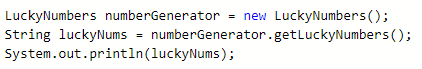 LuckyNumbers numberGenerator = new LuckyNumbers();
String luckyNums = numberGenerator.getLuckyNumbers();
System.out.println(luckyNums);